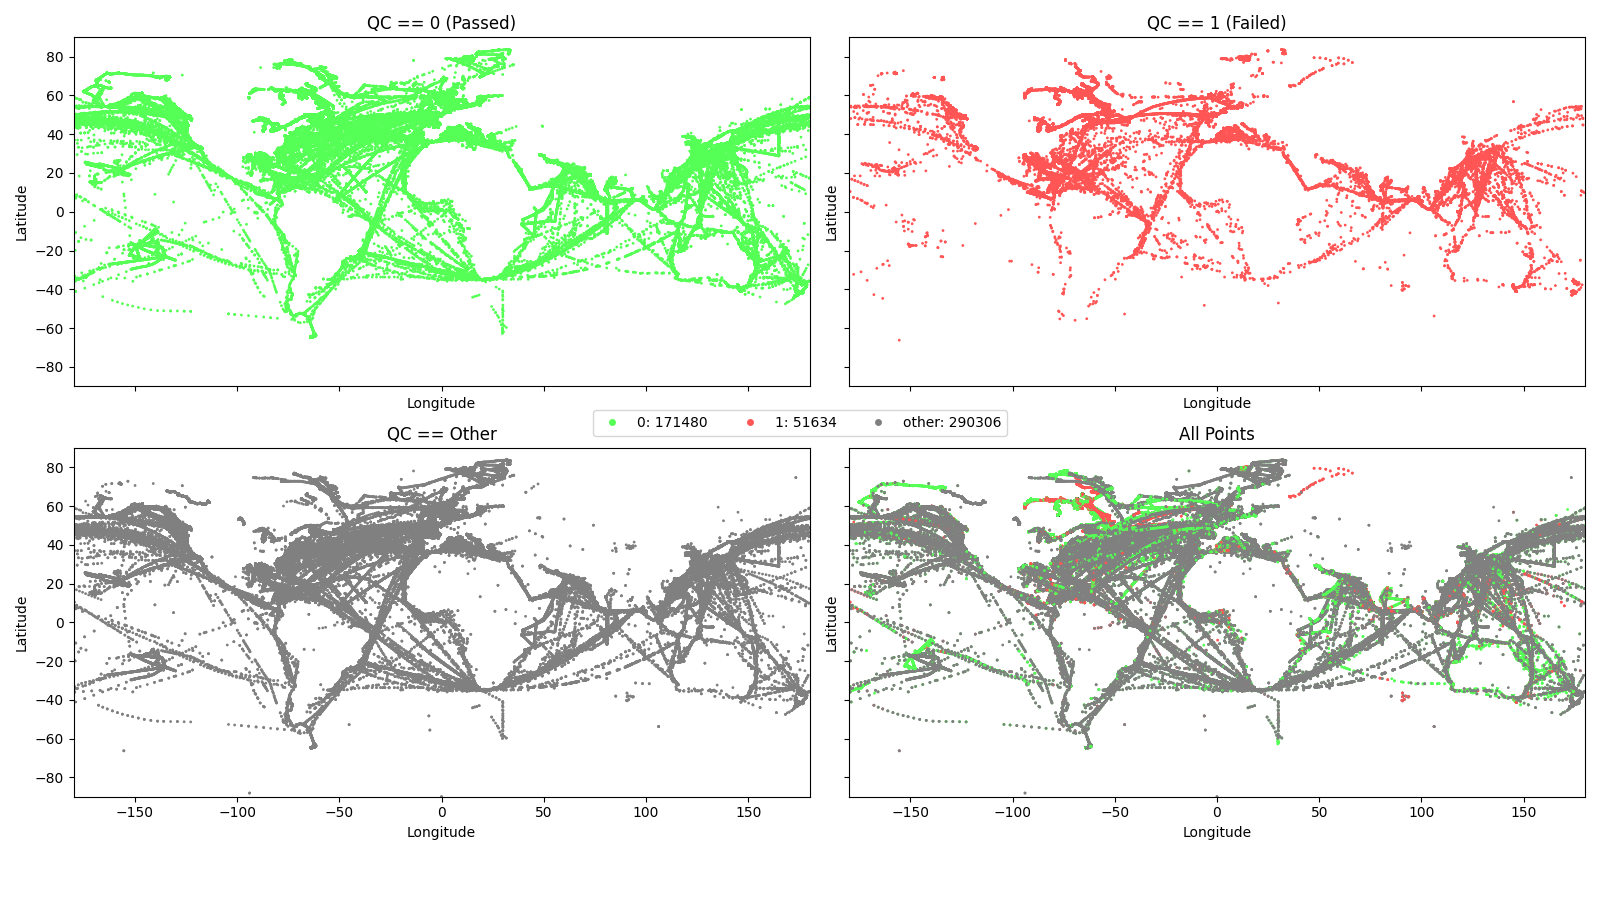 QC == 0 (Passed)
QC == 1 (Failed)
80
60
40
20
0
−20
−40
−60
−80
Latitude
Latitude
Longitude
Longitude
0: 171480
1: 51634
other: 290306
QC == Other
All Points
80
60
40
20
0
−20
−40
−60
−80
Latitude
Latitude
−150
−100
−50
0
50
100
150
−150
−100
−50
0
50
100
150
Longitude
Longitude